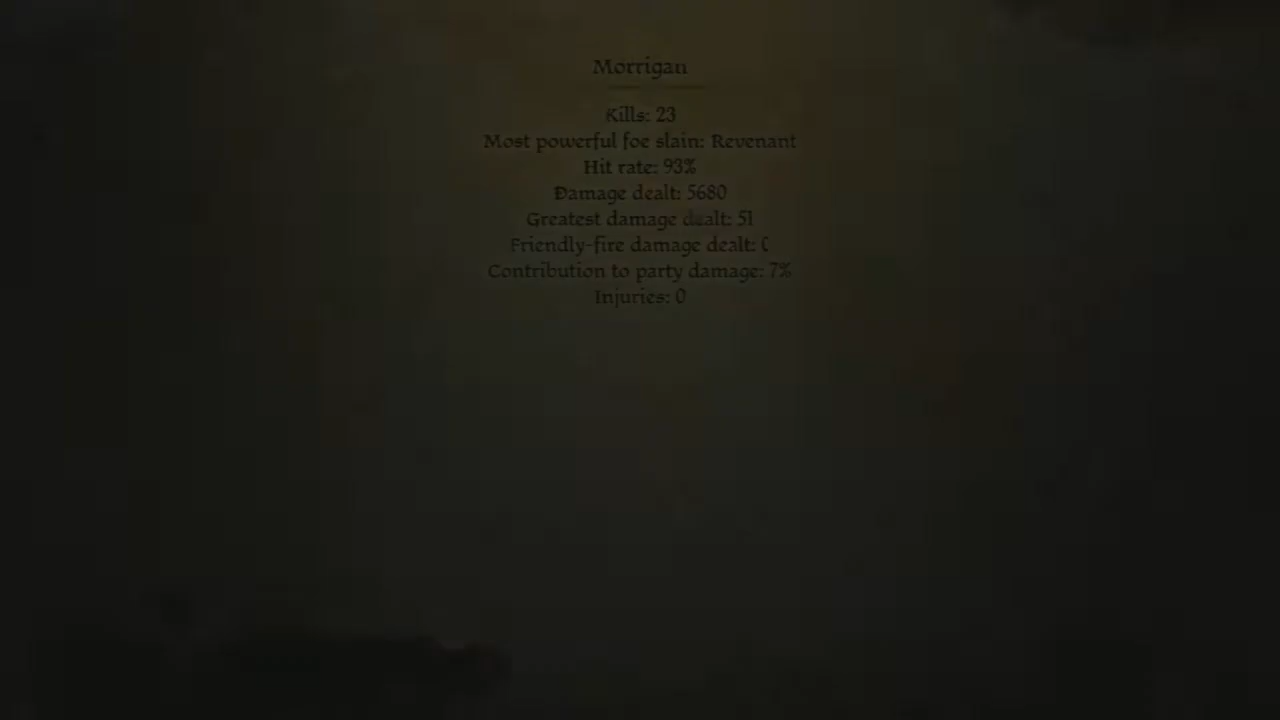 Morrigan
Kills: 23
Most powerful foe slain: Revenant
Hit rate: 93%
Damage dealt: 5680
Greatest damage dealt: 51
Friendly-fire damage dealt:
Contribution to party damage: 7%
Injuries: 0